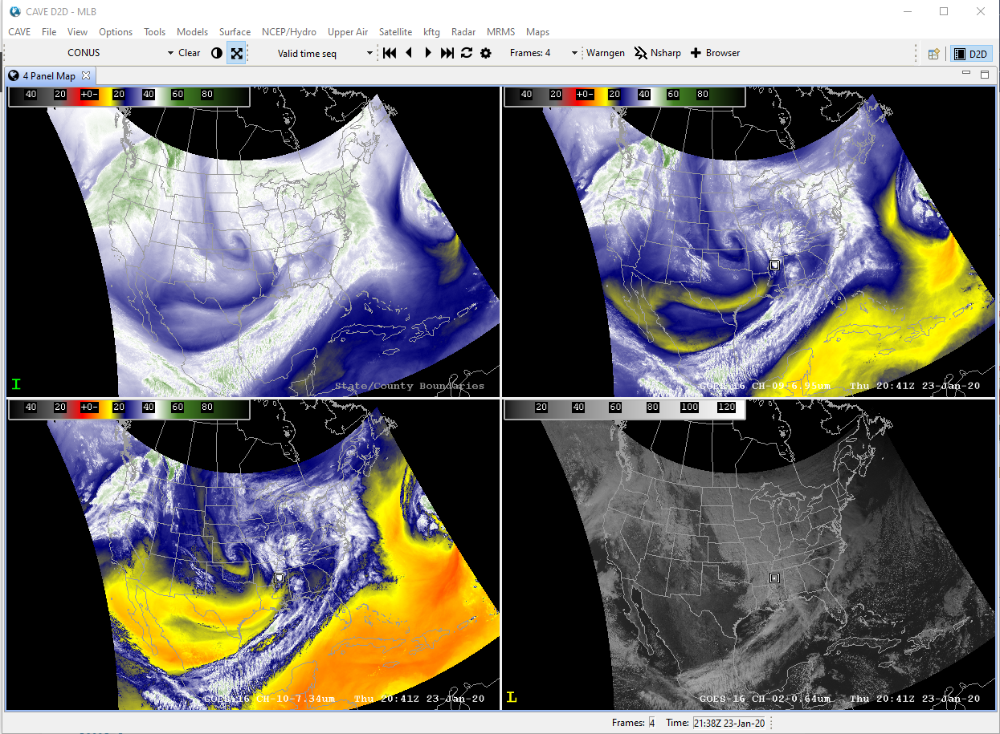 CAVE D2D - MLB
CAVE File View Options Tools Models Surface NCEP/Hydro Upper Air Satellite kftg Radar MRMS Maps
CONUS Clear Valid time seq Frames: 4 Warngen Nsharp Browser D2D
4 Panel Map
40 20 +0- 20 40 60 80
40 20 +0- 20 40 60 80
I
State/County Boundaries
GOES-16 CH-09-6.95um Thu 20:41Z 23-Jan-20
40 20 +0- 20 40 60 80
20 40 60 80 100 120
GOES-16 CH-10-7.34um Thu 20:41Z 23-Jan-20
L
GOES-16 CH-02-0.64um Thu 20:41Z 23-Jan-20
Frames: 4 Time: 21:38Z 23-Jan-20